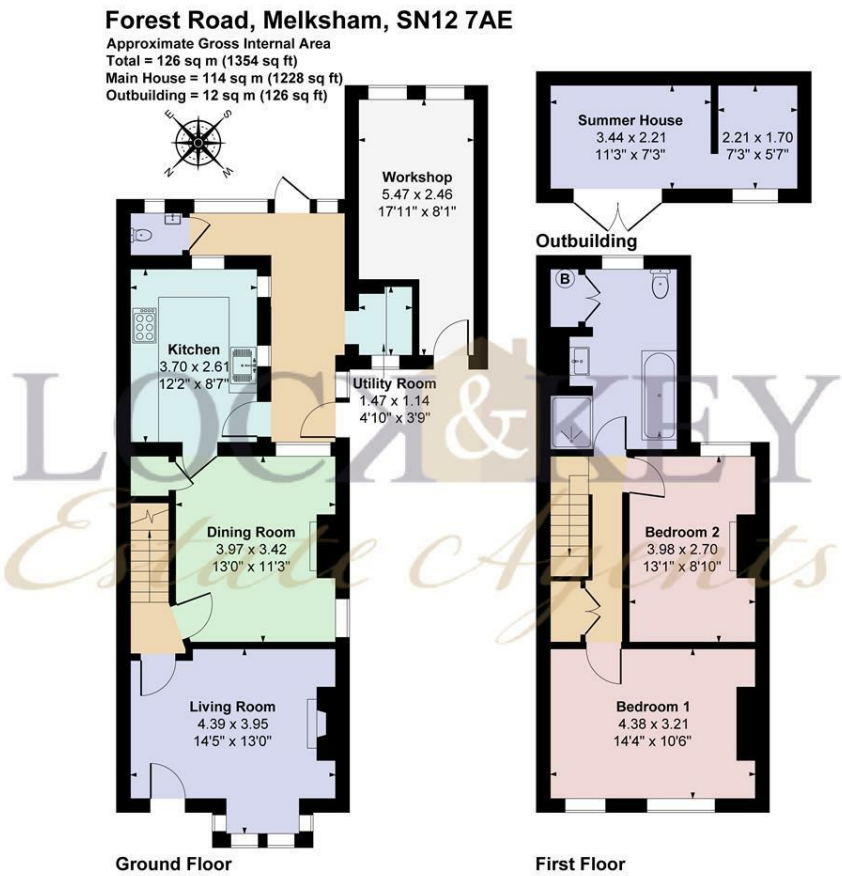 Forest Road, Melksham, SN12 7AE
Approximate Gross Internal Area
Total = 126 sq m (1354 sq ft)
Main House = 114 sq m (1228 sq ft)
Outbuilding = 12 sq m (126 sq ft)
E
S
N
W
Workshop
5.47 x 2.46
17'11" x 8'1"
Summer House
3.44 x 2.21
11'3" x 7'3"
2.21 x 1.70
7'3" x 5'7"
Outbuilding
Kitchen
3.70 x 2.61
12'2" x 8'7"
Utility Room
1.47 x 1.14
4'10" x 3'9"
B
LOCK & KEY
Estate Agents
Dining Room
3.97 x 3.42
13'0" x 11'3"
Bedroom 2
3.98 x 2.70
13'1" x 8'10"
Living Room
4.39 x 3.95
14'5" x 13'0"
Bedroom 1
4.38 x 3.21
14'4" x 10'6"
Ground Floor
First Floor